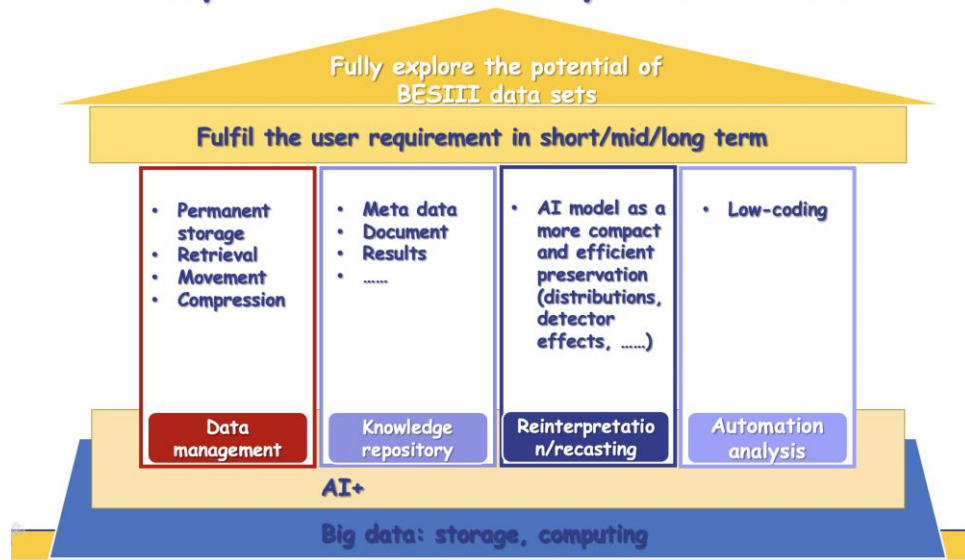 Fully explore the potential of
BESIII data sets
Fulfil the user requirement in short/mid/long term
• Permanent
storage
• Retrieval
• Movement
• Compression
Data
management
• Meta data
• Document
• Results
• ......
Knowledge
repository
• AI model as a
more compact
and efficient
preservation
(distributions,
detector
effects, ......)
Reinterpretatio
n/recasting
• Low-coding
Automation
analysis
AI+
Big data: storage, computing